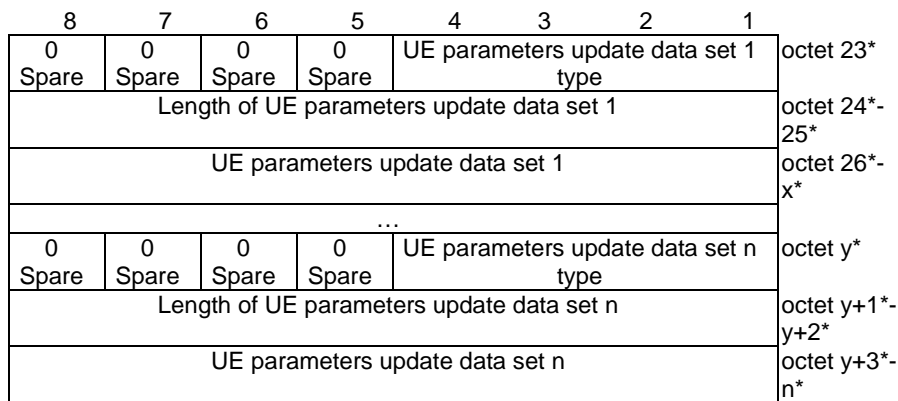 8 7 6 5 4 3 2 1
0 0 0 0 UE parameters update data set 1 octet 23*
Spare Spare Spare Spare type
Length of UE parameters update data set 1 octet 24*-
25*
UE parameters update data set 1 octet 26*-
x*
…
0 0 0 0 UE parameters update data set n octet y*
Spare Spare Spare Spare type
Length of UE parameters update data set n octet y+1*-
y+2*
UE parameters update data set n octet y+3*-
n*